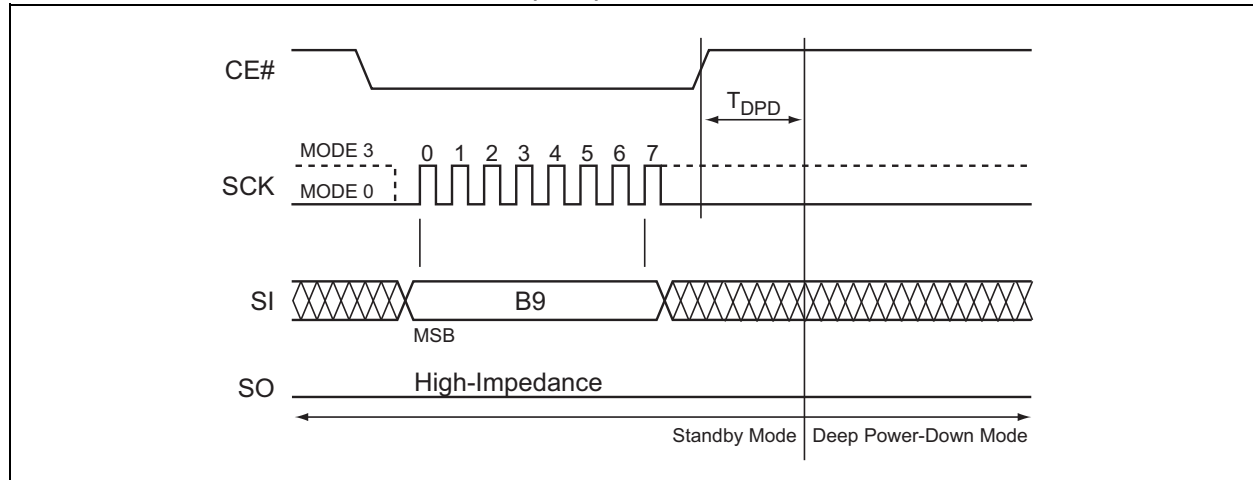 CE#
TDPD
MODE 3
0 1 2 3 4 5 6 7
SCK
MODE 0
SI
B9
MSB
SO
High-Impedance
Standby Mode
Deep Power-Down Mode